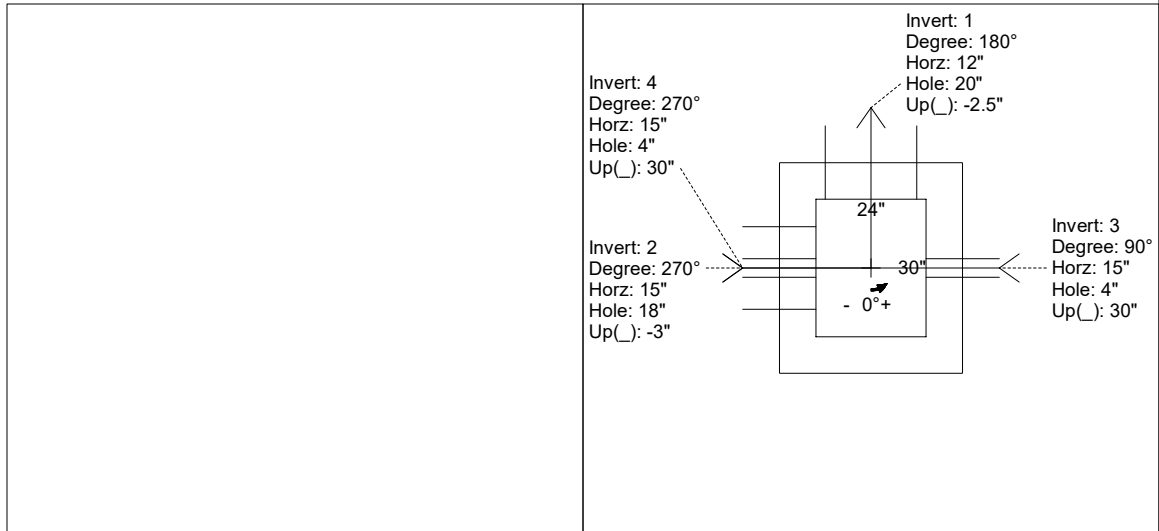 Invert: 1
Degree: 180°
Horz: 12"
Hole: 20"
Up(_): -2.5"
Invert: 4
Degree: 270°
Horz: 15"
Hole: 4"
Up(_): 30"
24"
Invert: 2
Degree: 270°
Horz: 15"
Hole: 18"
Up(_): -3"
30"
- 0°+
Invert: 3
Degree: 90°
Horz: 15"
Hole: 4"
Up(_): 30"